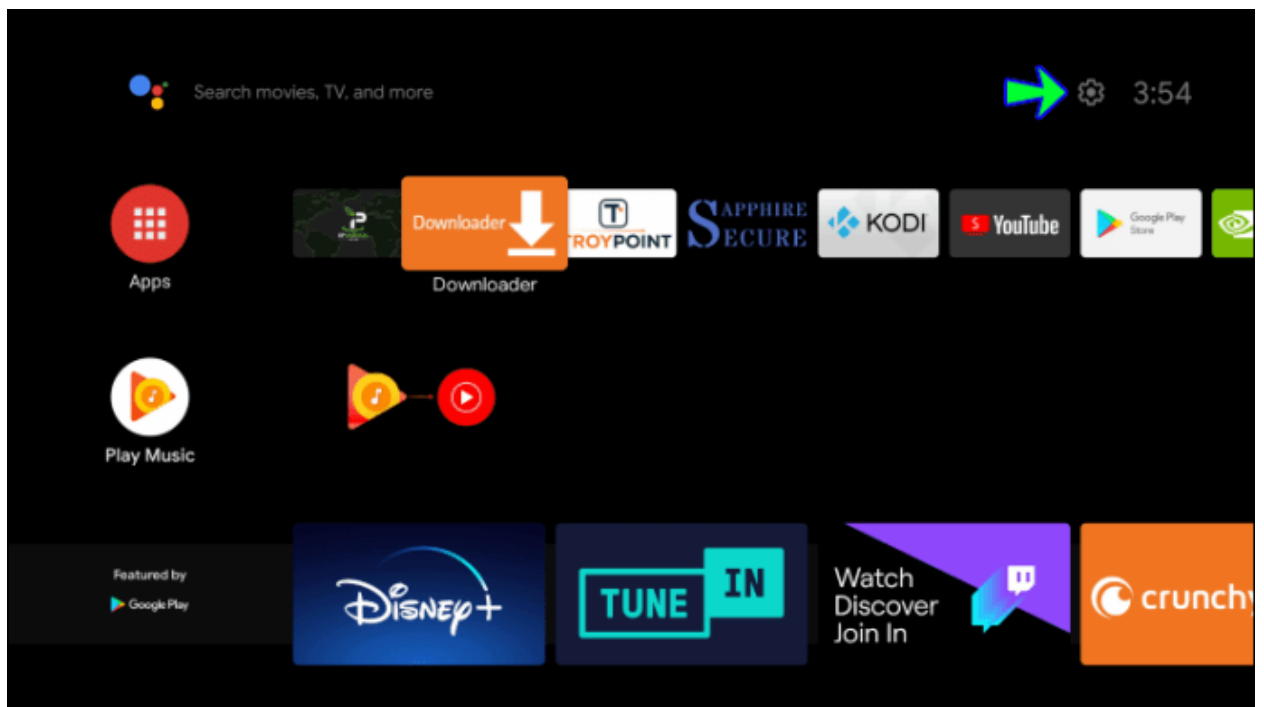 Search movies, TV, and more
3:54
Downloader
TROYPOINT
SAPPHIRE
SECURE
KODI
S YouTube
Google Play
Store
Apps
Downloader
Play Music
Featured by
Google Play
Disney+
TUNE IN
Watch
Discover
Join In
crunchy